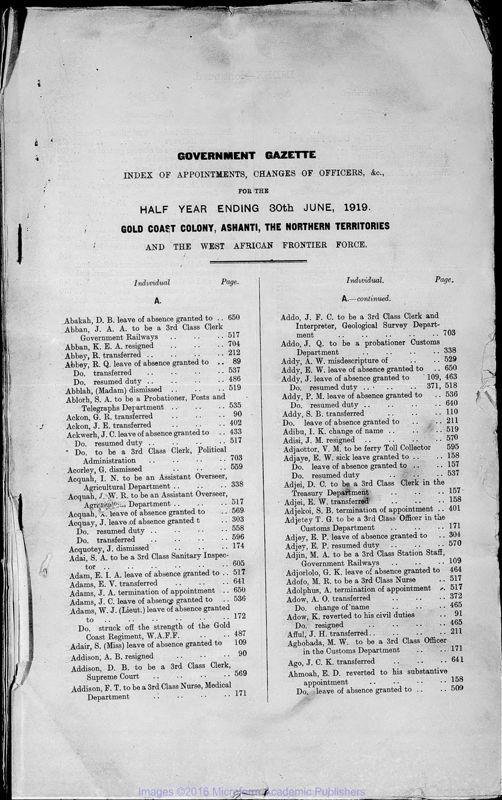 GOVERNMENT GAZETTE
INDEX OF APPOINTMENTS, CHANGES OF OFFICERS, &c.,
FOR THE
HALF YEAR ENDING 30th JUNE, 1919.
GOLD COAST COLONY, ASHANTI, THE NORTHERN TERRITORIES
AND THE WEST AFRICAN FRONTIER FORCE.
Individual Page.
A.
Abakah, D. B. leave of absence granted to .. 650
Abban, J. A. A. to be a 3rd Class Clerk
Government Railways .. .. .. 517
Abban, K. E. A. resigned .. .. .. 704
Abbey, R. transferred .. .. .. .. 212
Abbey, R. Q. leave of absence granted to .. 89
Do. transferred .. .. .. .. 537
Do. resumed duty .. .. .. .. 486
Abblah, (Madam) dismissed .. .. .. 519
Ablorh, S. A. to be a Probationer, Posts and
Telegraphs Department .. .. .. 535
Ackon, G. R. transferred .. .. .. 90
Ackon, J. E. transferred .. .. .. 402
Ackwerh, J. C. leave of absence granted to .. 433
Do. resumed duty .. .. .. .. 517
Do. to be a 3rd Class Clerk, Political
Administration .. .. .. .. 703
Acorley, G. dismissed .. .. .. .. 559
Acquah, I. N. to be an Assistant Overseer,
Agricultural Department .. .. .. 338
Acquah, J. W. R. to be an Assistant Overseer,
Department .. .. .. 517
Acquah, leave of absence granted to .. 569
Acquay, J. leave of absence granted t .. 303
Do. resumed duty .. .. .. .. 558
Do. transferred .. .. .. .. 596
Acquotey, J. dismissed .. .. .. .. 174
Adai, S. A. to be a 3rd Class Sanitary Inspec-
tor .. .. .. .. .. .. 605
Adam, E. I. A. leave of absence granted to .. 517
Adams, E. V. transferred .. .. .. 641
Adams, J. A. termination of appointment .. 650
Adams, J. C. leave of absence granted to .. 536
Adams, W. J. (Lieut.) leave of absence granted
to .. .. .. .. .. .. 172
Do. struck off the strength of the Gold
Coast Regiment, W.A.F.F. .. .. .. 487
Adair, S. (Miss) leave of absence granted to 109
Addison, A. B. resigned .. .. .. .. 90
Addison, D. B. to be a 3rd Class Clerk,
Supreme Court .. .. .. .. 569
Addison, F. T. to be a 3rd Class Nurse, Medical
Department .. .. .. .. 171
Individual. Page.
A.—continued.
Addo, J. F. C. to be a 3rd Class Clerk and
Interpreter, Geological Survey Depart-
ment .. .. .. .. .. .. 703
Addo, J. Q. to be a probationer Customs
Department .. .. .. .. .. 338
Addy, A. W. misdescripture of .. .. 529
Addy, E. W. leave of absence granted to .. 650
Addy, J. leave of absence granted to 109, 463
Do. resumed duty .. .. .. 371, 518
Addy, P. M. leave of absence granted to .. 536
Do. resumed duty .. .. .. .. 640
Addy, S. B. transferred .. .. .. 110
Do. leave of absence granted to .. .. 211
Adibu, I. K. change of name .. .. .. 519
Adisi, J. M. resigned .. .. .. .. 570
Adjaottor, V. M. to be ferry Toll Collector 595
Adjaye, E. W. sick leave granted to .. .. 158
Do. leave of absence granted to .. .. 157
Do. resumed duty .. .. .. .. 537
Adjei, D. C. to be a 3rd Class Clerk in the
Treasury Department .. .. .. 157
Adjei, E. W. transferred .. .. .. 158
Adjekoi, S. B. termination of appointment .. 401
Adjetey T. G. to be a 3rd Class Officer in the
Customs Department .. .. .. 171
Adjey, E. P. leave of absence granted to .. 304
Adjey, E. P. resumed duty .. .. .. 570
Adjin, M. A. to be a 3rd Class Station Staff,
Government Railways .. .. .. 109
Adjorlolo, G. K. leave of absence granted to 464
Adofo, M. R. to be a 3rd Class Nurse .. 517
Adolphus, A. termination of appointment .. 517
Adow, A. O. transferred .. .. .. 372
Do. change of name .. .. .. .. 465
Adow, K. reverted to his civil duties .. 91
Do. resigned .. .. .. .. 465
Afful, J. H. transferred .. .. .. .. 211
Agbobada, M. W. to be a 3rd Class Officer
in the Customs Department .. .. 171
Ago, J. C. K. transferred .. .. .. 641
Ahmoah, E. D. reverted to his substantive
appointment .. .. .. .. 158
Do. leave of absence granted to .. .. 509
Images ©2016 Microform Academic Publishers